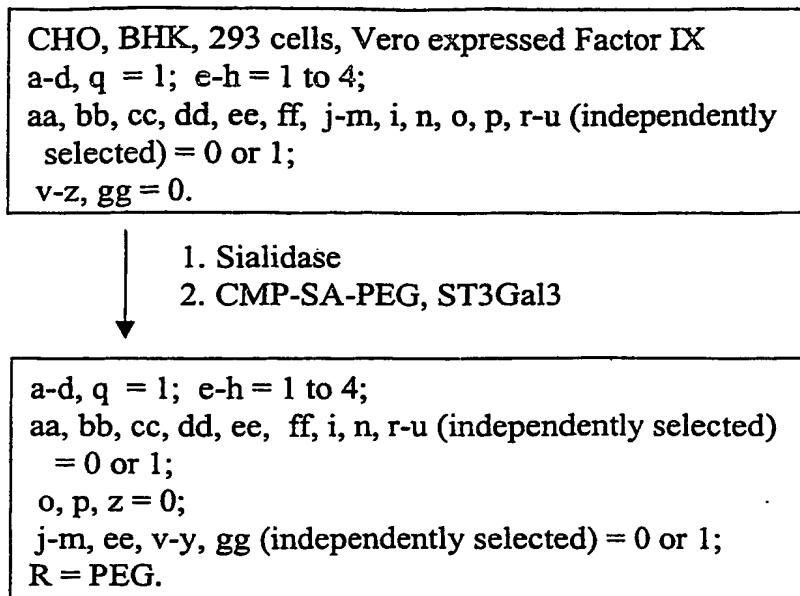 CHO, BHK, 293 cells, Vero expressed Factor IX
a-d, q = 1; e-h = 1 to 4;
aa, bb, cc, dd, ee, ff, j-m, i, n, o, p, r-u (independently
selected) = 0 or 1;
v-z, gg = 0.
1. Sialidase
2. CMP-SA-PEG, ST3Gal3
a-d, q = 1; e-h = 1 to 4;
aa, bb, cc, dd, ee, ff, i, n, r-u (independently selected)
= 0 or 1;
o, p, z = 0;
j-m, ee, v-y, gg (independently selected) = 0 or 1;
R = PEG.